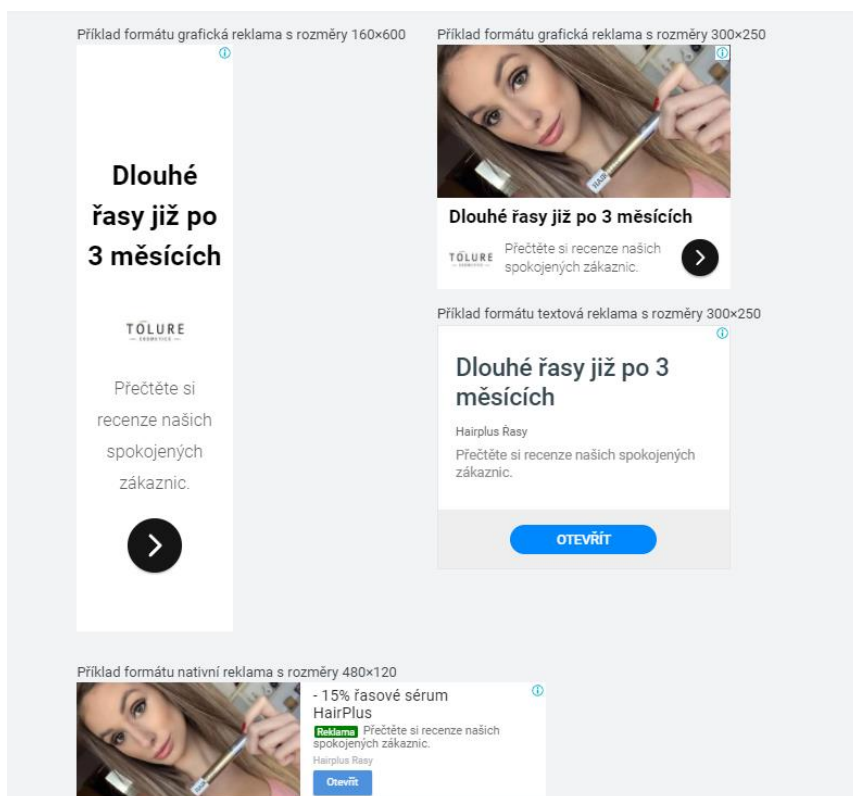 Příklad formátu grafická reklama s rozměry 160×600
Dlouhé
řasy již po
3 měsících
TOLURE
COSMETICS
Přečtěte si
recenze našich
spokojených
zákaznic.
Příklad formátu grafická reklama s rozměry 300×250
HAIR
Dlouhé řasy již po 3 měsících
TOLURE
Přečtěte si recenze našich
spokojených zákaznic.
Příklad formátu textová reklama s rozměry 300×250
Dlouhé řasy již po 3
měsících
Hairplus Řasy
Přečtěte si recenze našich spokojených
zákaznic.
OTEVŘÍT
Příklad formátu nativní reklama s rozměry 480×120
- 15% řasové sérum
HairPlus
Reklama Přečtěte si recenze našich
spokojených zákaznic.
Hairplus Rasy
Otevřít